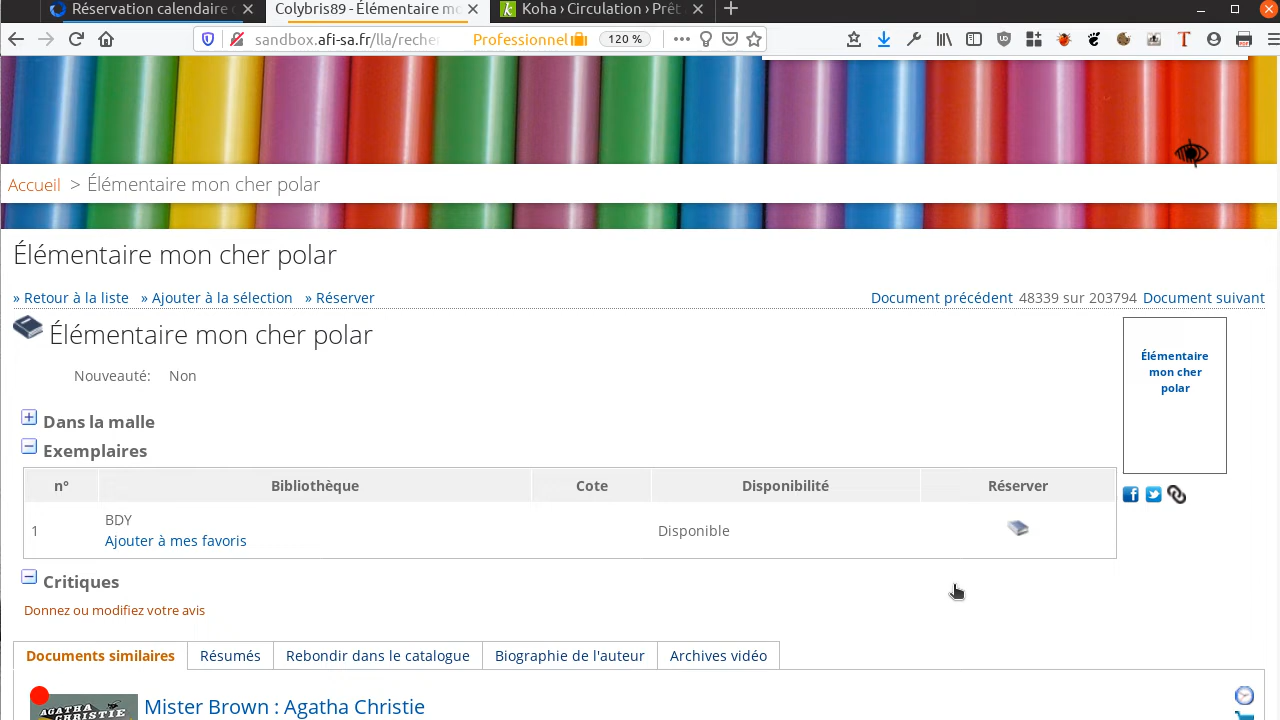 Réservation calendaire
Colybris89 - Élémentaire mo
Koha › Circulation › Prêt
sandbox.afi-sa.fr/lla/recher
Professionnel
120 %
Accueil > Élémentaire mon cher polar
Élémentaire mon cher polar
» Retour à la liste » Ajouter à la sélection » Réserver
Document précédent 48339 sur 203794 Document suivant
Élémentaire mon cher polar
Élémentaire
mon cher
polar
Nouveauté: Non
Dans la malle
Exemplaires
n° Bibliothèque Cote Disponibilité Réserver
1 BDY Disponible
Ajouter à mes favoris
Critiques
Donnez ou modifiez votre avis
Documents similaires Résumés Rebondir dans le catalogue Biographie de l'auteur Archives vidéo
AGATHA
CHRISTIE
Mister Brown : Agatha Christie